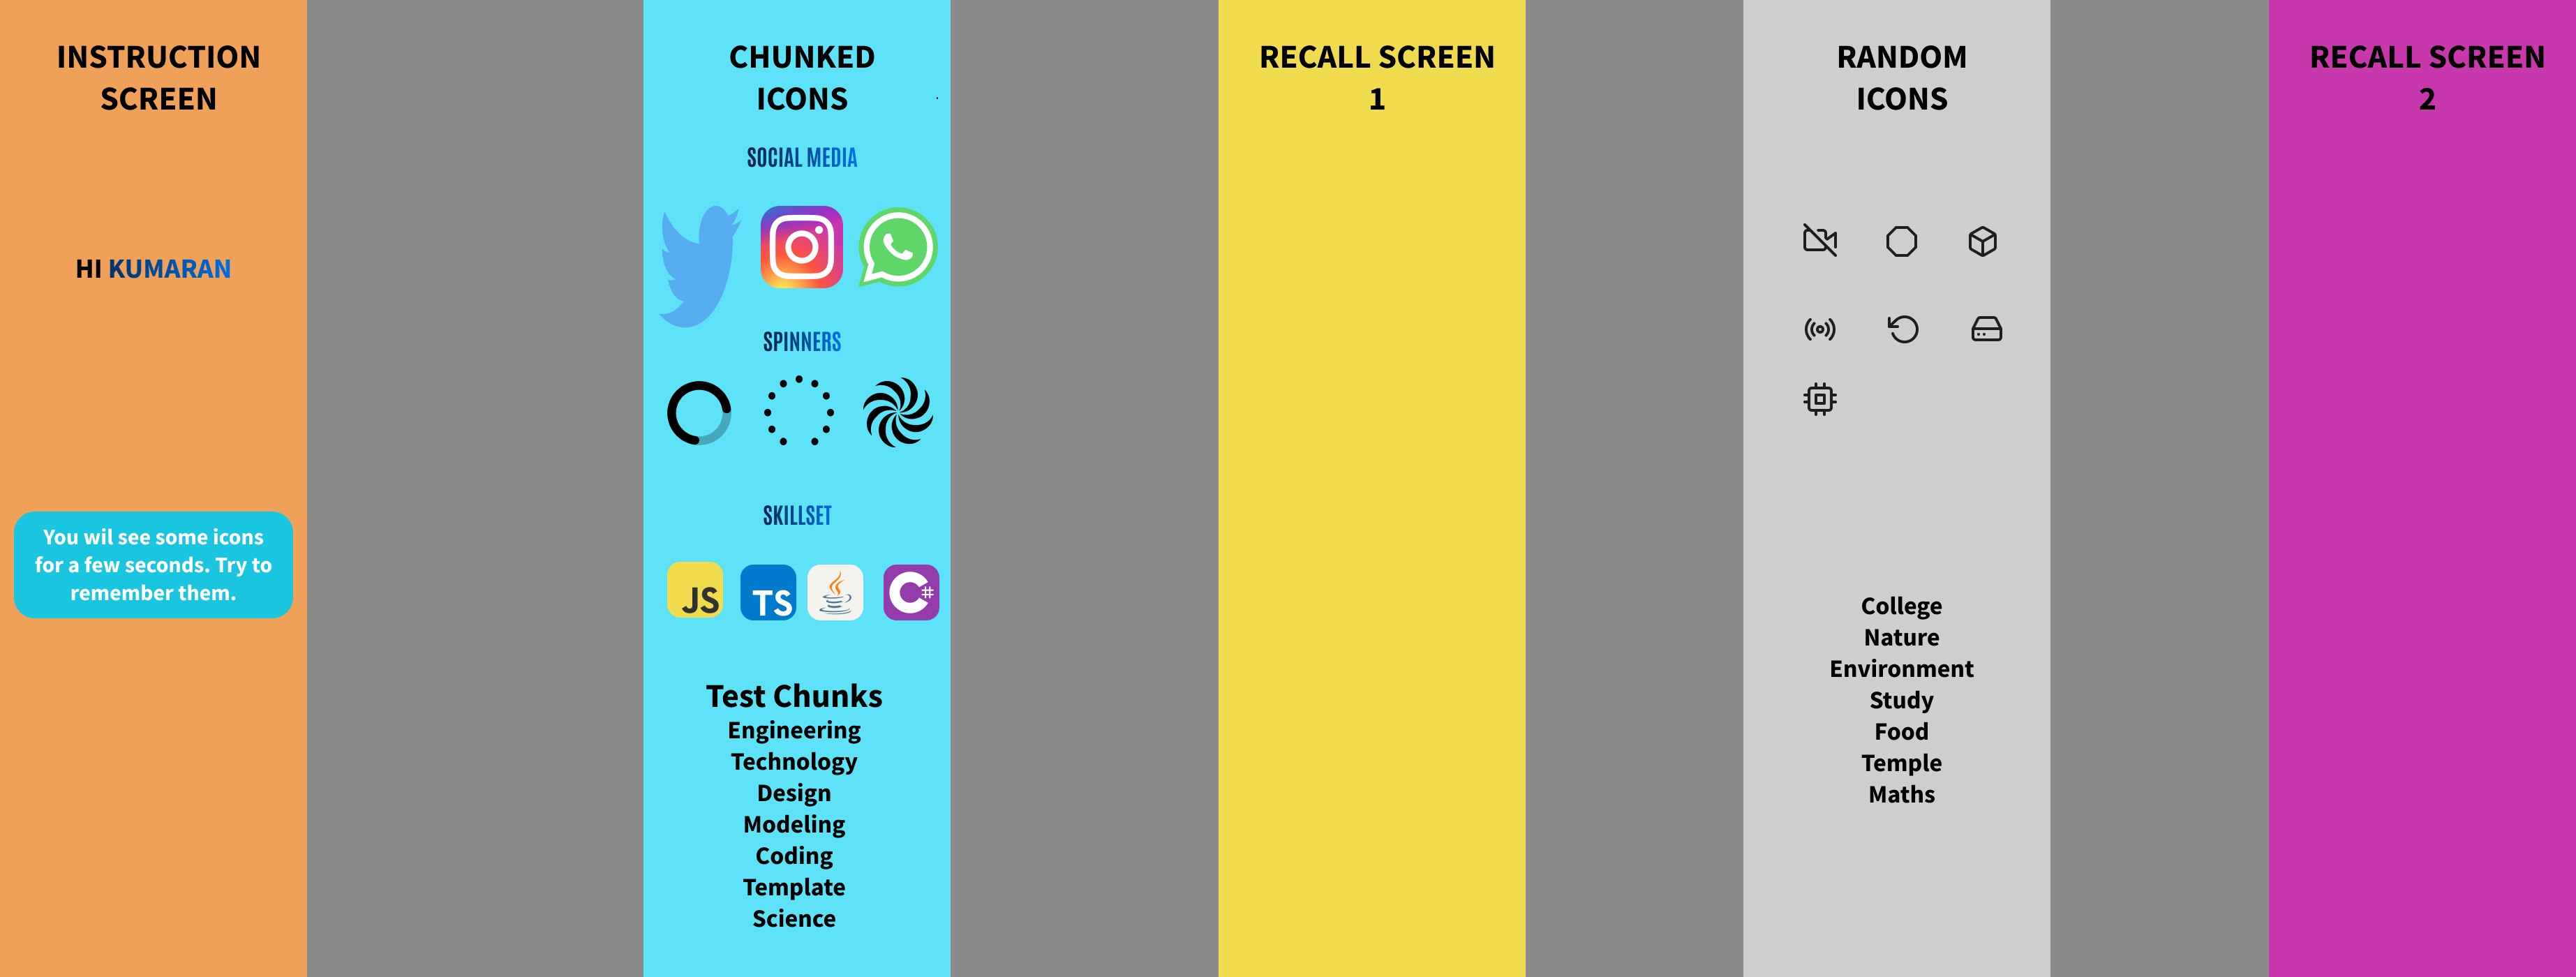 INSTRUCTION
SCREEN
HI KUMARAN
You wil see some icons
for a few seconds. Try to
remember them.
CHUNKED
ICONS
SOCIAL MEDIA
SPINNERS
SKILLSET
JS TS C#
Test Chunks
Engineering
Technology
Design
Modeling
Coding
Template
Science
RECALL SCREEN
1
RANDOM
ICONS
College
Nature
Environment
Study
Food
Temple
Maths
RECALL SCREEN
2